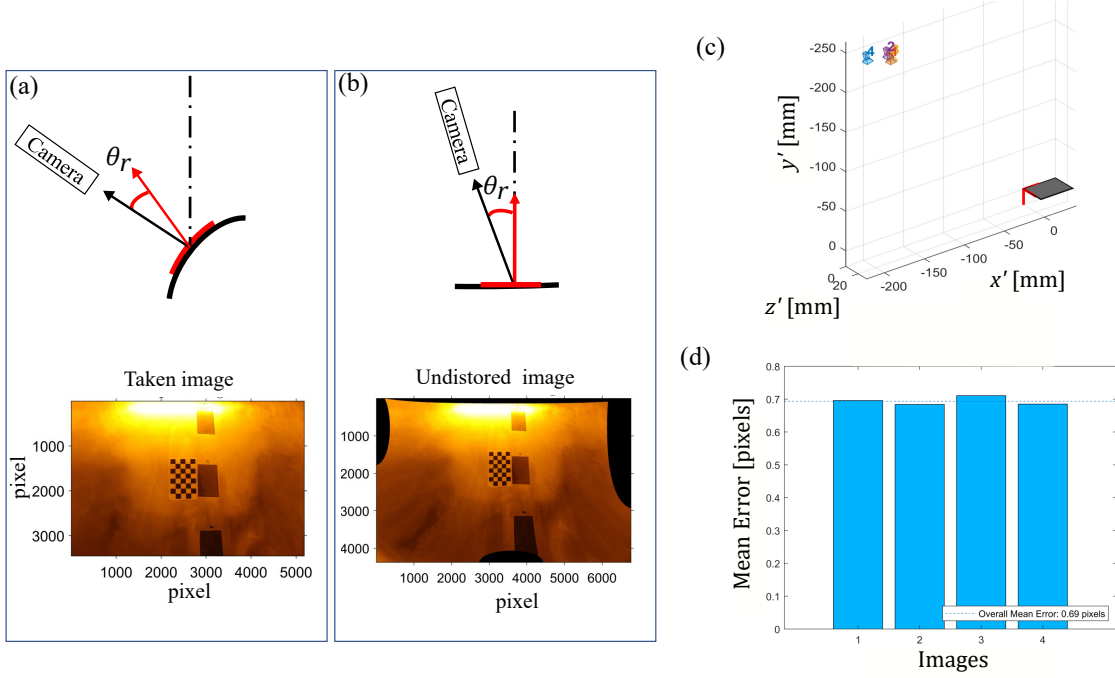 (a)
Camera
θr
Taken image
pixel
1000
2000
3000
1000 2000 3000 4000 5000
pixel
(b)
Camera
θr
Undistored image
1000
2000
3000
4000
1000 2000 3000 4000 5000 6000
pixel
(c)
y' [mm]
-250
-200
-150
-100
-50
0
4
2
0
20
-200
-150
-100
-50
0
z' [mm]
x' [mm]
(d)
Mean Error [pixels]
0.8
0.7
0.6
0.5
0.4
0.3
0.2
0.1
0
Overall Mean Error: 0.69 pixels
1 2 3 4
Images